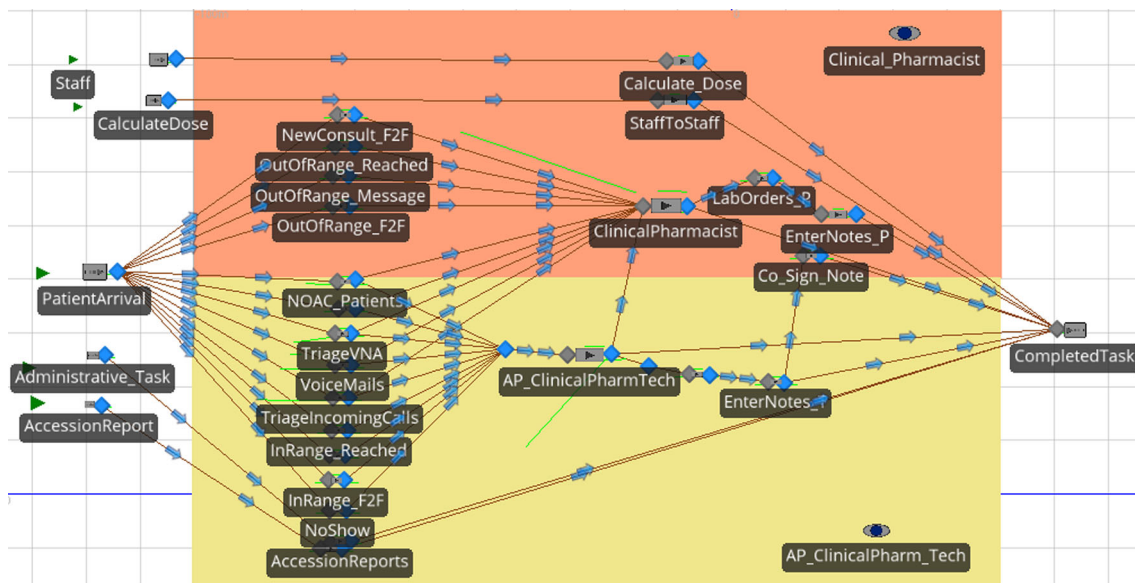 Clinical_Pharmacist
Staff
Calculate_Dose
CalculateDose
StaffToStaff
NewConsult_F2F
OutOfRange_Reached
OutOfRange_Message
LabOrders_P
OutOfRange_F2F
ClinicalPharmacist
EnterNotes_P
Co_Sign_Note
PatientArrival
NOAC_Patients
TriageVNA
CompletedTask
Administrative_Task
VoiceMails
AP_ClinicalPharmTech
EnterNotes_T
AccessionReport
TriageIncomingCalls
InRange_Reached
InRange_F2F
NoShow
AccessionReports
AP_ClinicalPharm_Tech